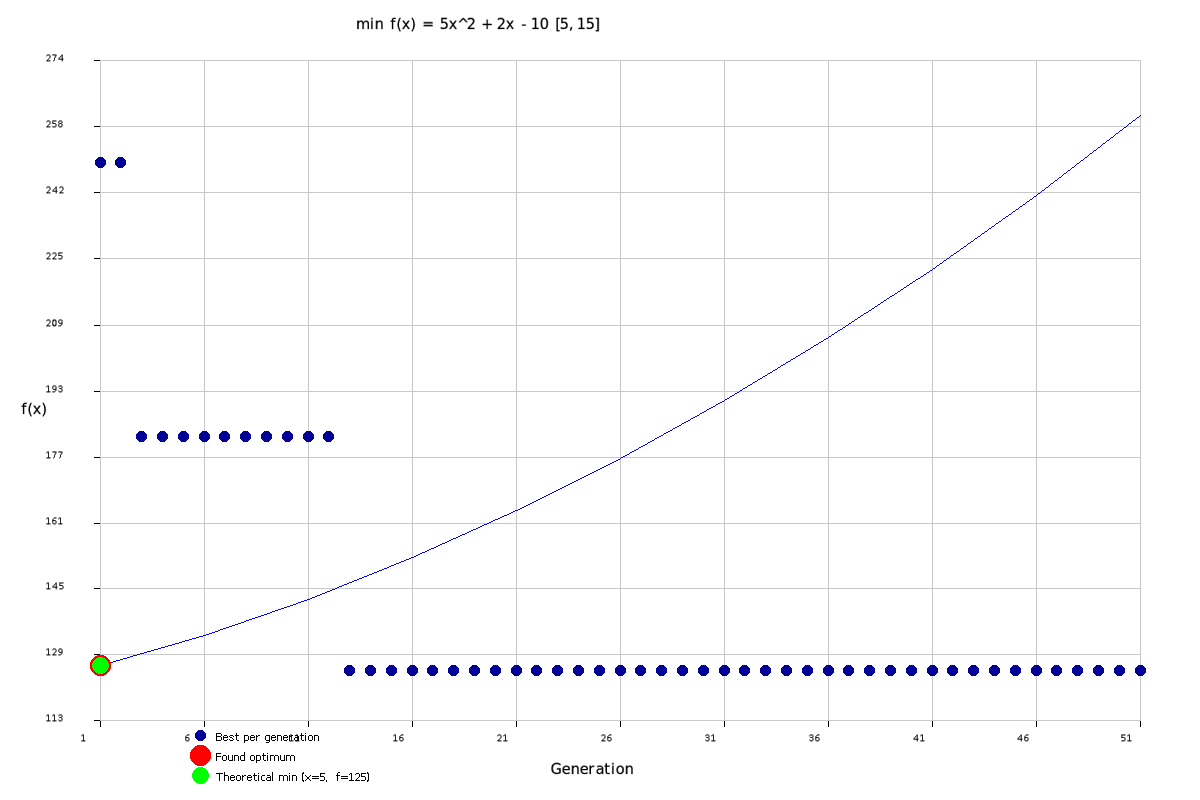 min f(x) = 5x^2 + 2x - 10 [5, 15]
274
258
242
225
209
193
f(x)
177
161
145
129
113
1 6 11 16 21 26 31 36 41 46 51
Best per generation
Found optimum
Generation
Theoretical min (x=5, f=125)